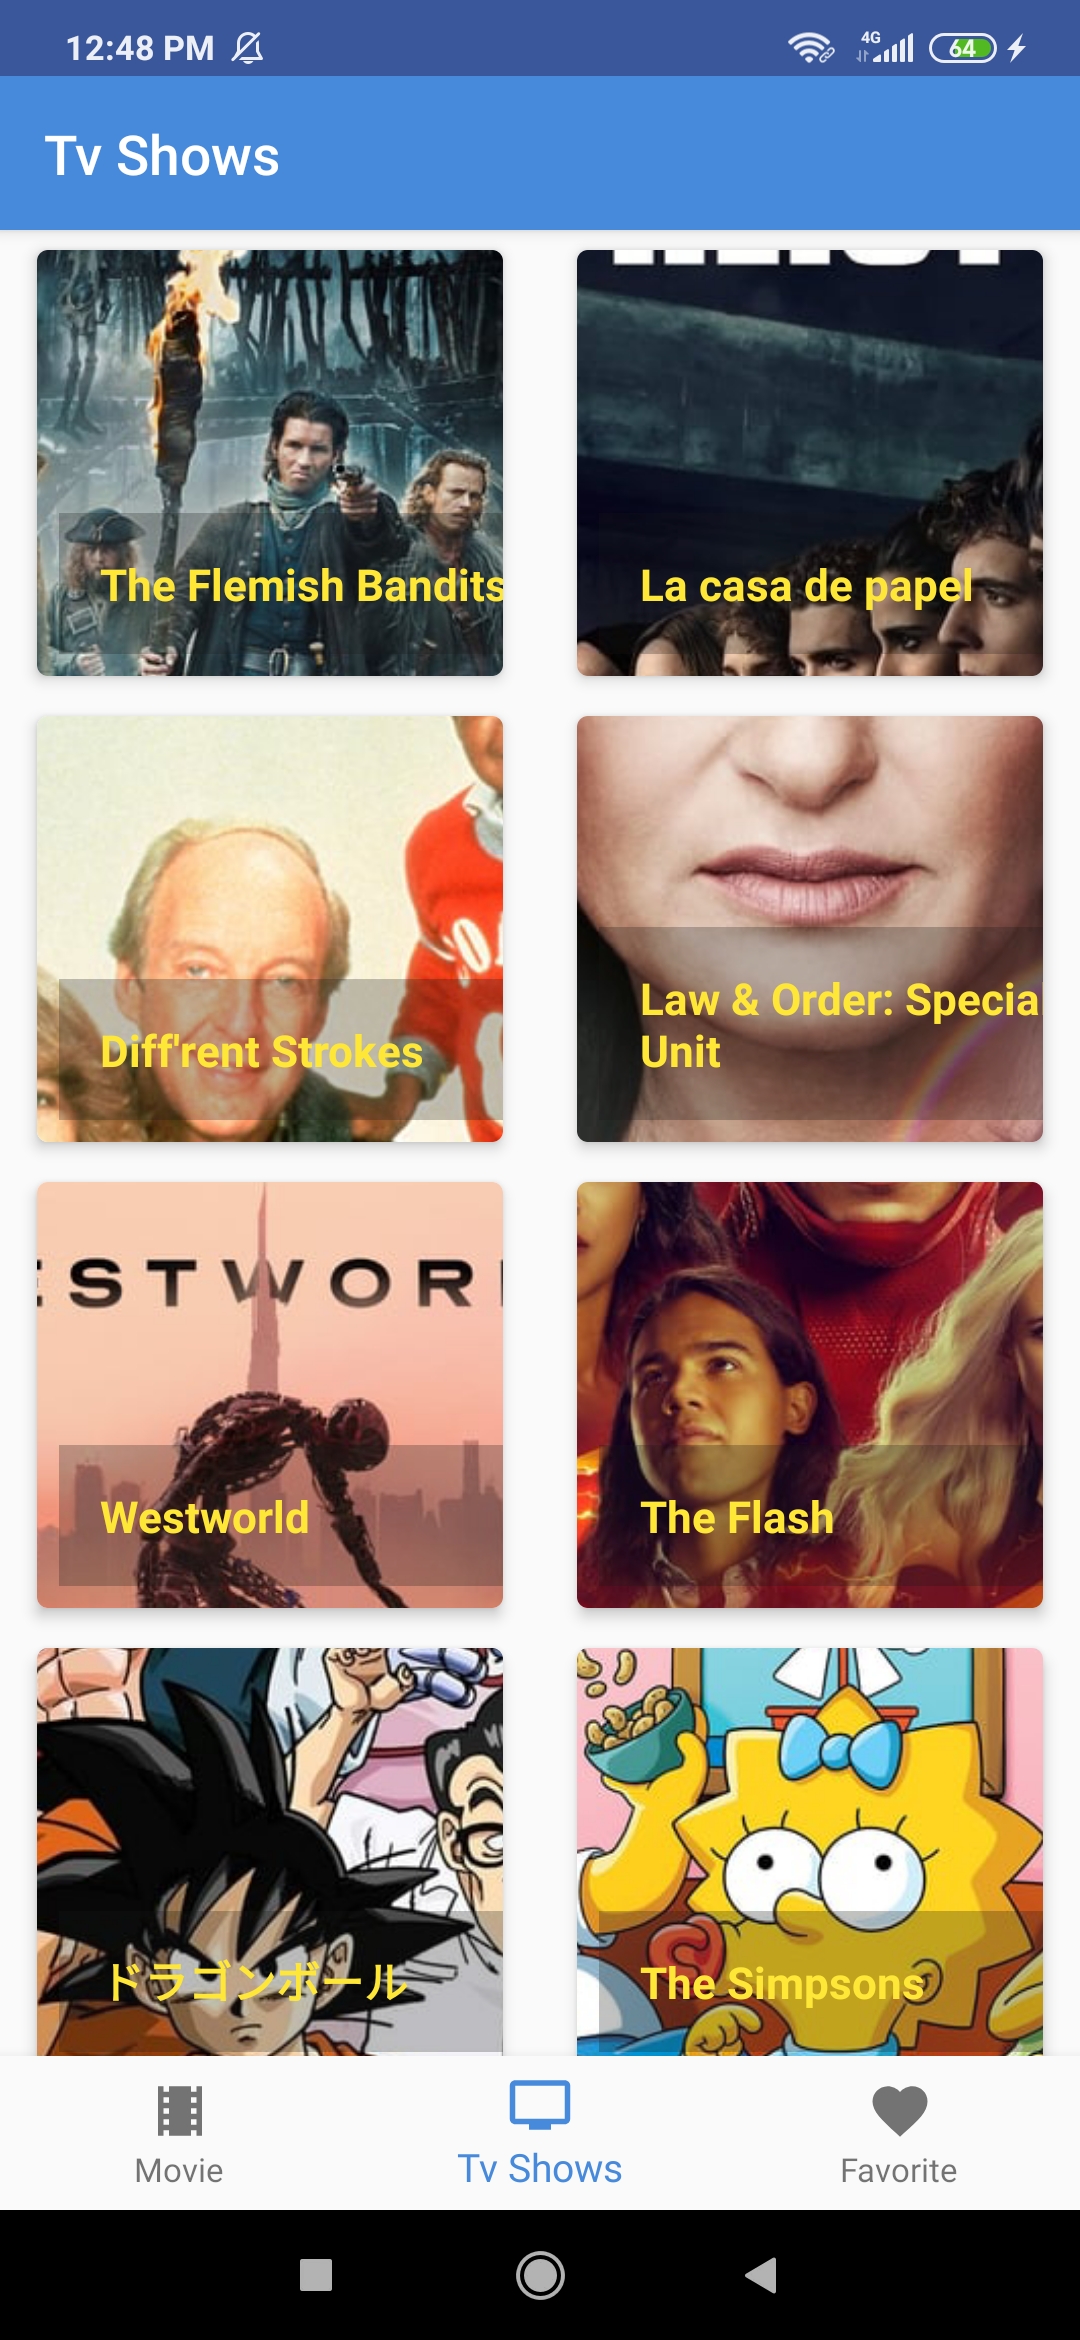 12:48 PM
4G
64
Tv Shows
The Flemish Bandits
La casa de papel
Diff'rent Strokes
Law & Order: Specia
Unit
ESTWOR
Westworld
The Flash
ドラゴンボール
The Simpsons
Movie
Tv Shows
Favorite